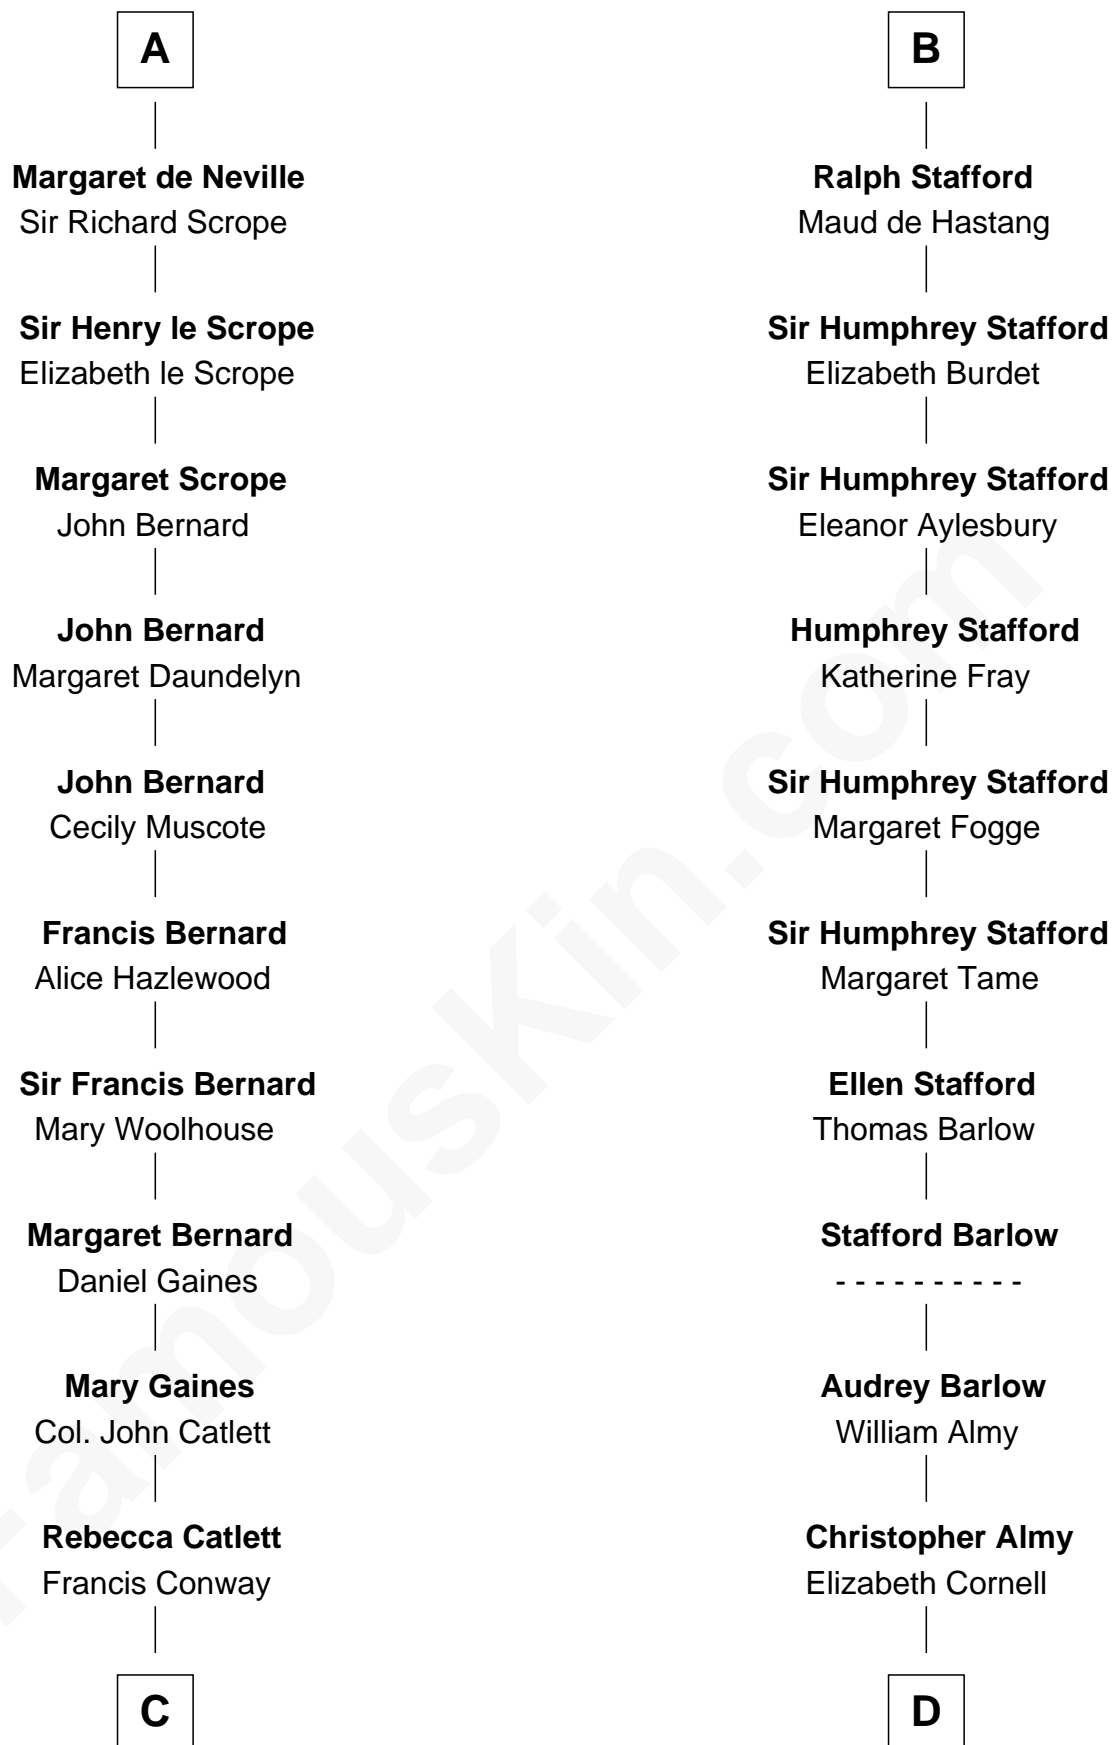 A
Margaret de Neville
Sir Richard Scrope
Sir Henry le Scrope
Elizabeth le Scrope
Margaret Scrope
John Bernard
John Bernard
Margaret Daundelyn
John Bernard
Cecily Muscote
Francis Bernard
Alice Hazlewood
Sir Francis Bernard
Mary Woolhouse
Margaret Bernard
Daniel Gaines
Mary Gaines
Col. John Catlett
Rebecca Catlett
Francis Conway
C
B
Ralph Stafford
Maud de Hastang
Sir Humphrey Stafford
Elizabeth Burdet
Sir Humphrey Stafford
Eleanor Aylesbury
Humphrey Stafford
Katherine Fray
Sir Humphrey Stafford
Margaret Fogge
Sir Humphrey Stafford
Margaret Tame
Ellen Stafford
Thomas Barlow
Stafford Barlow
- - - - - - - - - -
Audrey Barlow
William Almy
Christopher Almy
Elizabeth Cornell
D
FamousKin.com